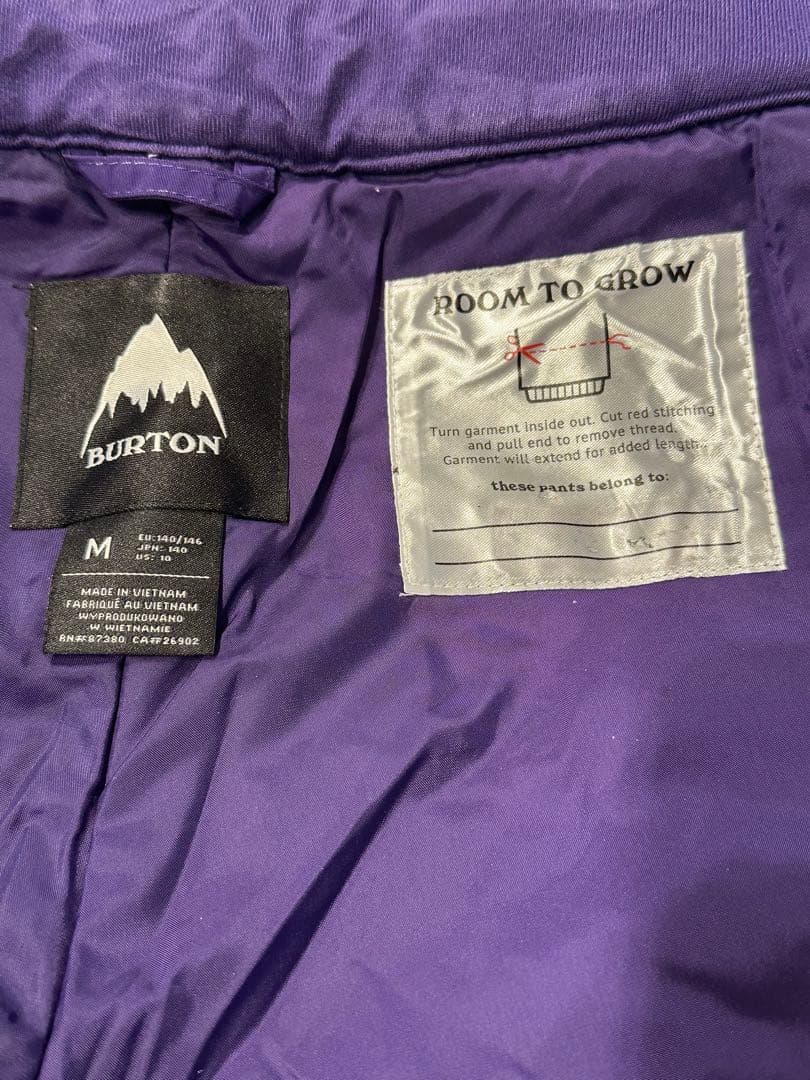 BURTON
M
EU: 140/146
JPN: 140
US: 10
MADE IN VIETNAM
FABRIQUÉ AU VIETNAM
WYPRODUKOWANO
W WIETNAMIE
RN#87380 CA#26902
ROOM TO GROW
Turn garment inside out. Cut red stitching
and pull end to remove thread.
Garment will extend for added length.
these pants belong to: